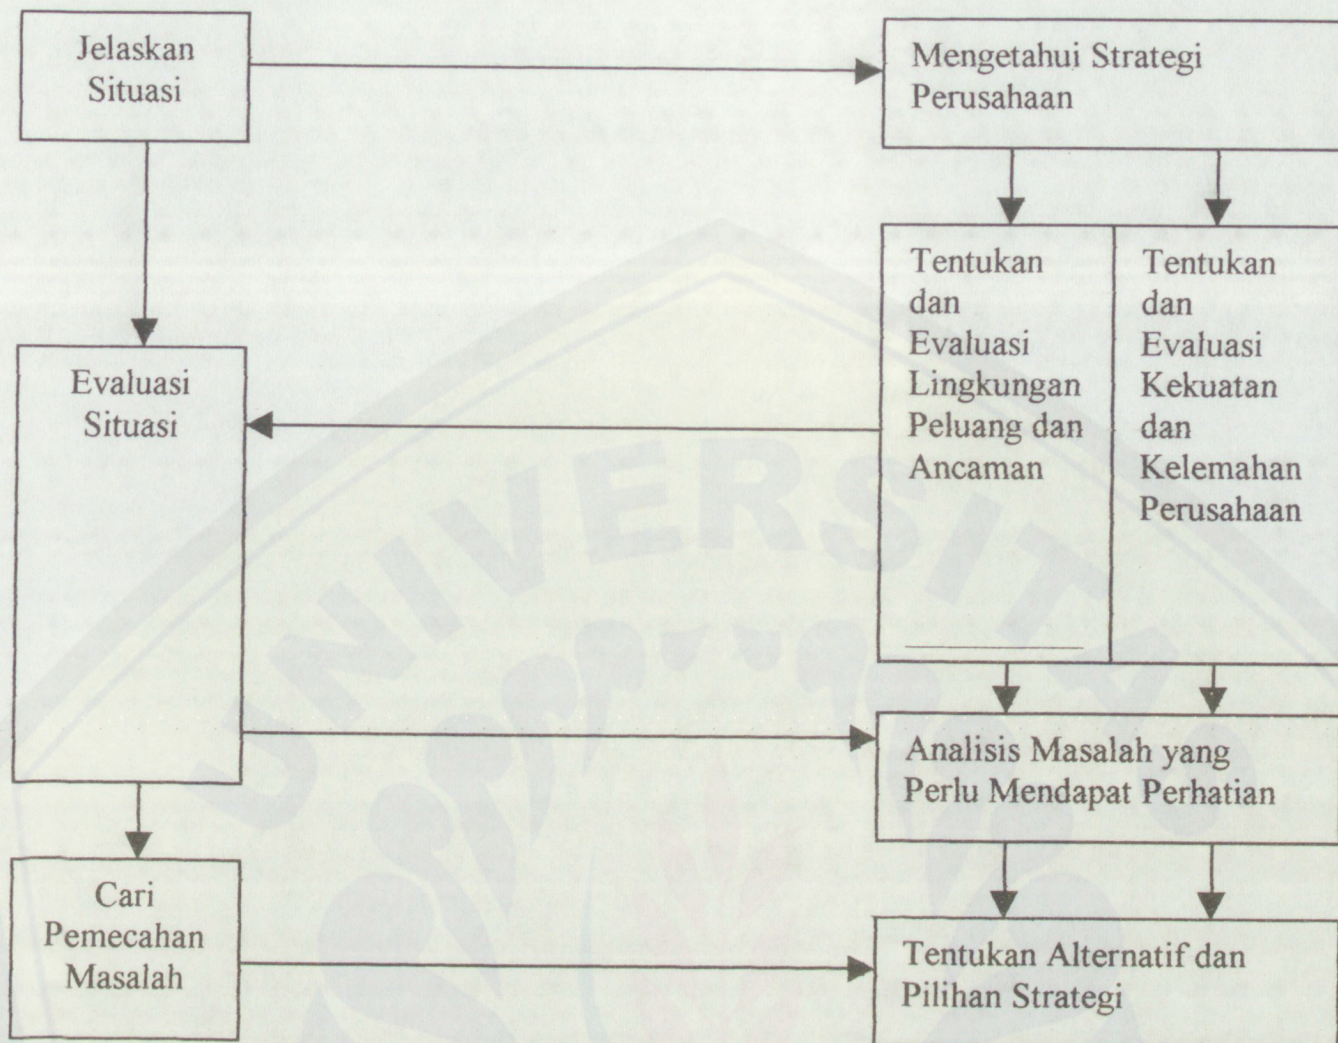 Jelaskan
Situasi
Mengetahui Strategi
Perusahaan
Tentukan
dan
Evaluasi
Lingkungan
Peluang dan
Ancaman
Tentukan
dan
Evaluasi
Kekuatan
dan
Kelemahan
Perusahaan
Evaluasi
Situasi
Analisis Masalah yang
Perlu Mendapat Perhatian
Cari
Pemecahan
Masalah
Tentukan Alternatif dan
Pilihan Strategi
UNIVERSITAS